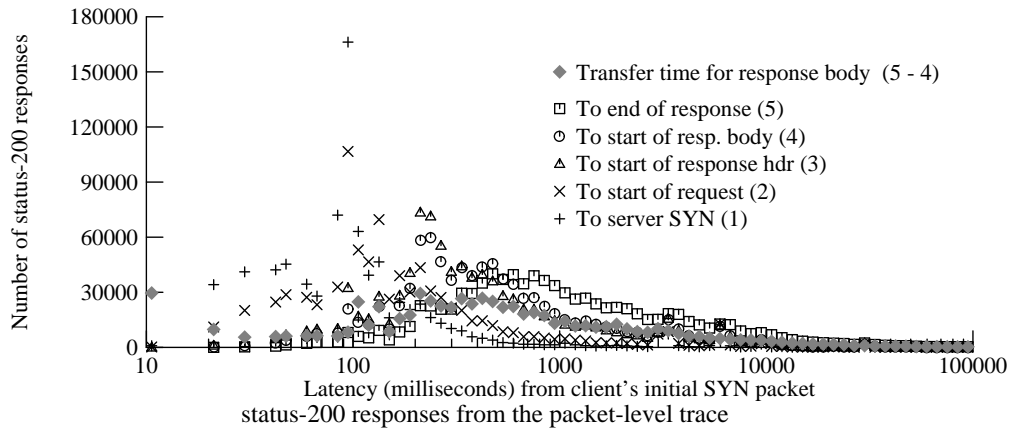 180000
150000
120000
90000
60000
30000
0
Number of status-200 responses
Transfer time for response body (5 - 4)
To end of response (5)
To start of resp. body (4)
To start of response hdr (3)
To start of request (2)
To server SYN (1)
10 100 1000 10000 100000
Latency (milliseconds) from client's initial SYN packet
status-200 responses from the packet-level trace